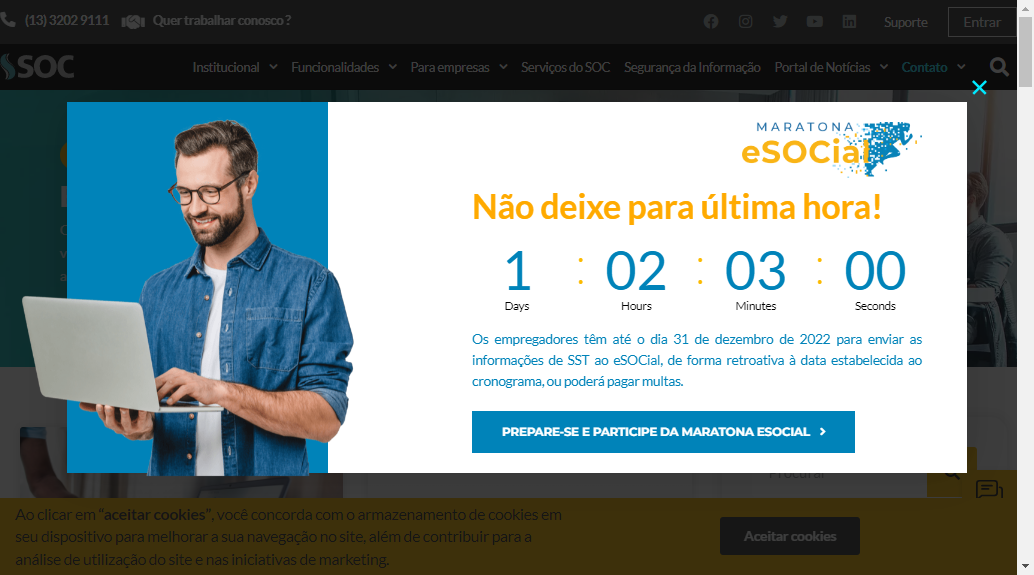 (13) 3202 9111 Quer trabalhar conosco ? Suporte Entrar
SOC Institucional Funcionalidades Para empresas Serviços do SOC Segurança da Informação Portal de Notícias Contato
MARATONA
eSOCial
Não deixe para última hora!
1 : 02 : 03 : 00
Days Hours Minutes Seconds
Os empregadores têm até o dia 31 de dezembro de 2022 para enviar as
informações de SST ao eSOCial, de forma retroativa à data estabelecida ao
cronograma, ou poderá pagar multas.
PREPARE-SE E PARTICIPE DA MARATONA ESOCIAL
Procurar
Ao clicar em "aceitar cookies", você concorda com o armazenamento de cookies em
seu dispositivo para melhorar a sua navegação no site, além de contribuir para a
análise de utilização do site e nas iniciativas de marketing.
Aceitar cookies